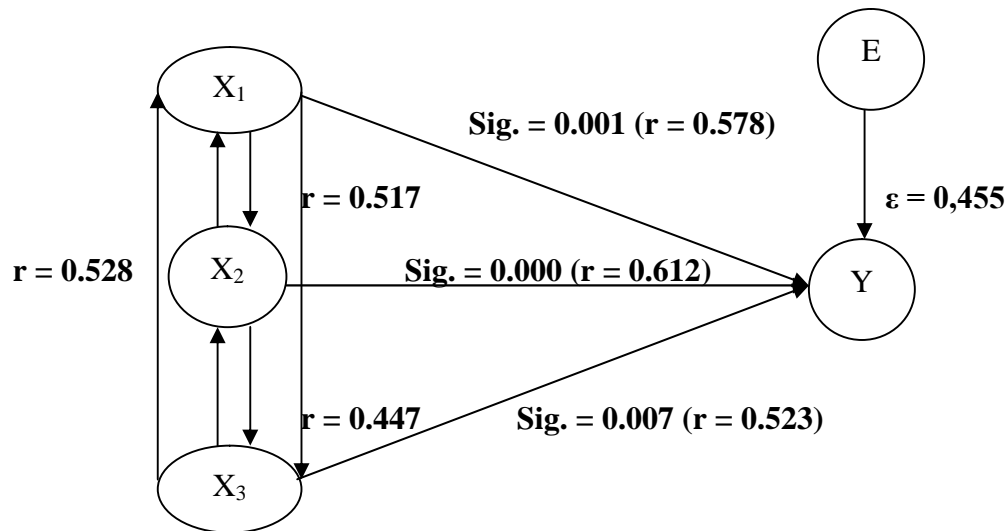 E
X₁
Sig. = 0.001 (r = 0.578)
r = 0.517
ε = 0,455
r = 0.528
X₂
Sig. = 0.000 (r = 0.612)
Y
r = 0.447
Sig. = 0.007 (r = 0.523)
X₃